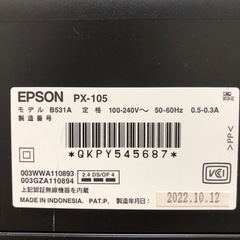 EPSON PX-105
モデル B531A 定格 100-240V～ 50-60Hz 0.5-0.3A
製造番号
*QKPY545687*
003WWA110893
003GZA110894
2.4 DS/OF 4
上記認証無線機器を内蔵
VCI
MADE IN INDONESIA PAT.P. 製造年月日：
2022.10.12
>PP<